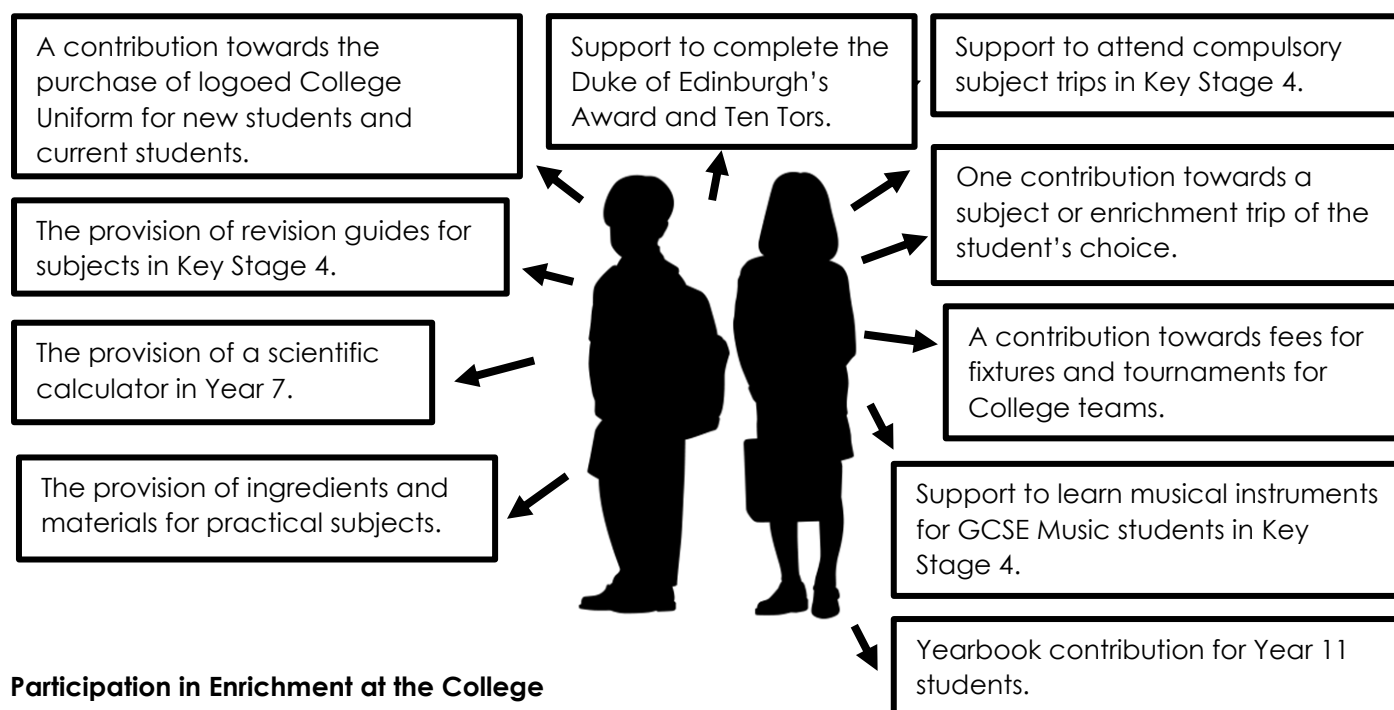 A contribution towards the
purchase of logoed College
Uniform for new students and
current students.
Support to complete the
Duke of Edinburgh’s
Award and Ten Tors.
Support to attend compulsory
subject trips in Key Stage 4.
One contribution towards a
subject or enrichment trip of the
student’s choice.
The provision of revision guides for
subjects in Key Stage 4.
The provision of a scientific
calculator in Year 7.
A contribution towards fees for
fixtures and tournaments for
College teams.
The provision of ingredients and
materials for practical subjects.
Support to learn musical instruments
for GCSE Music students in Key
Stage 4.
Yearbook contribution for Year 11
students.
Participation in Enrichment at the College